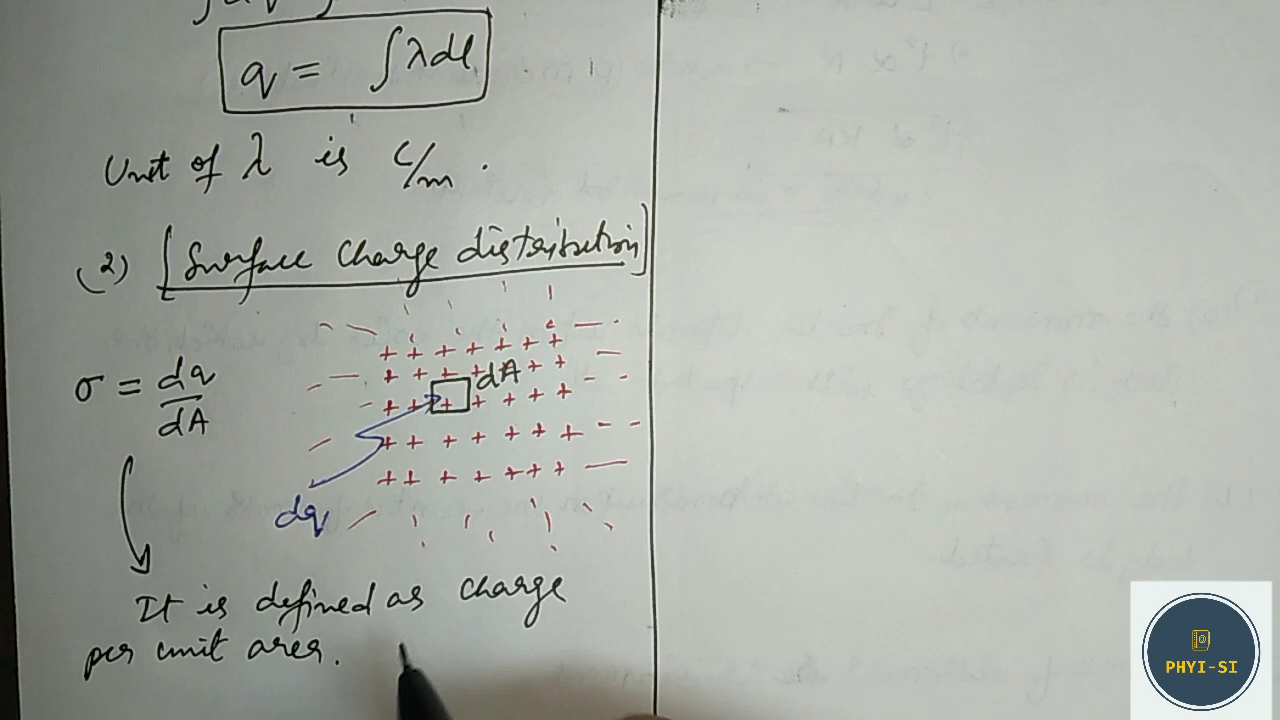 q = ∫λdl
Unit of λ is C/m.
(2) [Surface Charge distribution]
σ = dq/dA
dA
dq
It is defined as charge
per unit area.
PHYI-SI